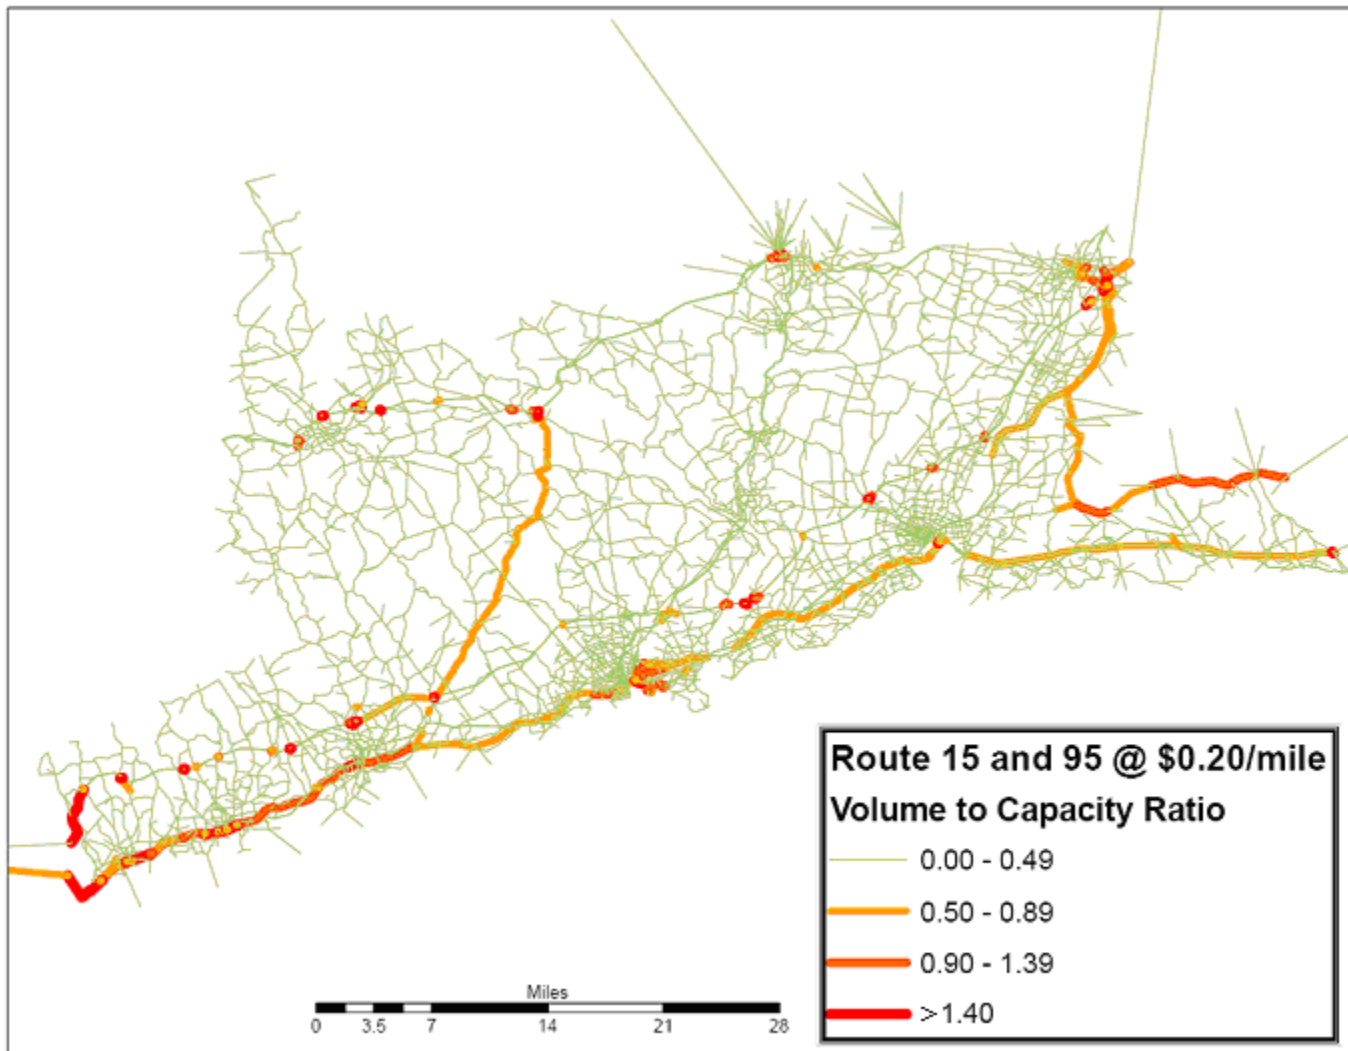 Route 15 and 95 @ $0.20/mile
Volume to Capacity Ratio
0.00 - 0.49
0.50 - 0.89
0.90 - 1.39
>1.40
Miles
0 3.5 7 14 21 28